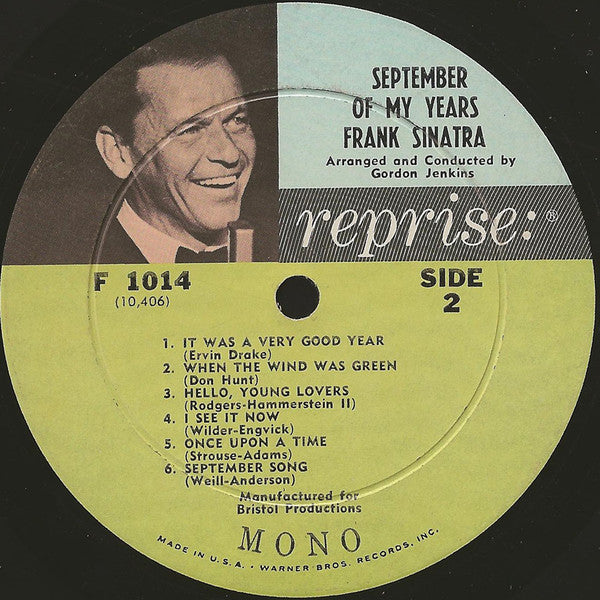 SEPTEMBER
OF MY YEARS
FRANK SINATRA
Arranged and Conducted by
Gordon Jenkins
reprise:®
F 1014
(10,406)
SIDE
2
1. IT WAS A VERY GOOD YEAR
(Ervin Drake)
2. WHEN THE WIND WAS GREEN
(Don Hunt)
3. HELLO, YOUNG LOVERS
(Rodgers-Hammerstein II)
4. I SEE IT NOW
(Wilder-Engvick)
5. ONCE UPON A TIME
(Strouse-Adams)
6. SEPTEMBER SONG
(Weill-Anderson)
Manufactured for
Bristol Productions
MONO
MADE IN U.S.A. • WARNER BROS. RECORDS, INC.